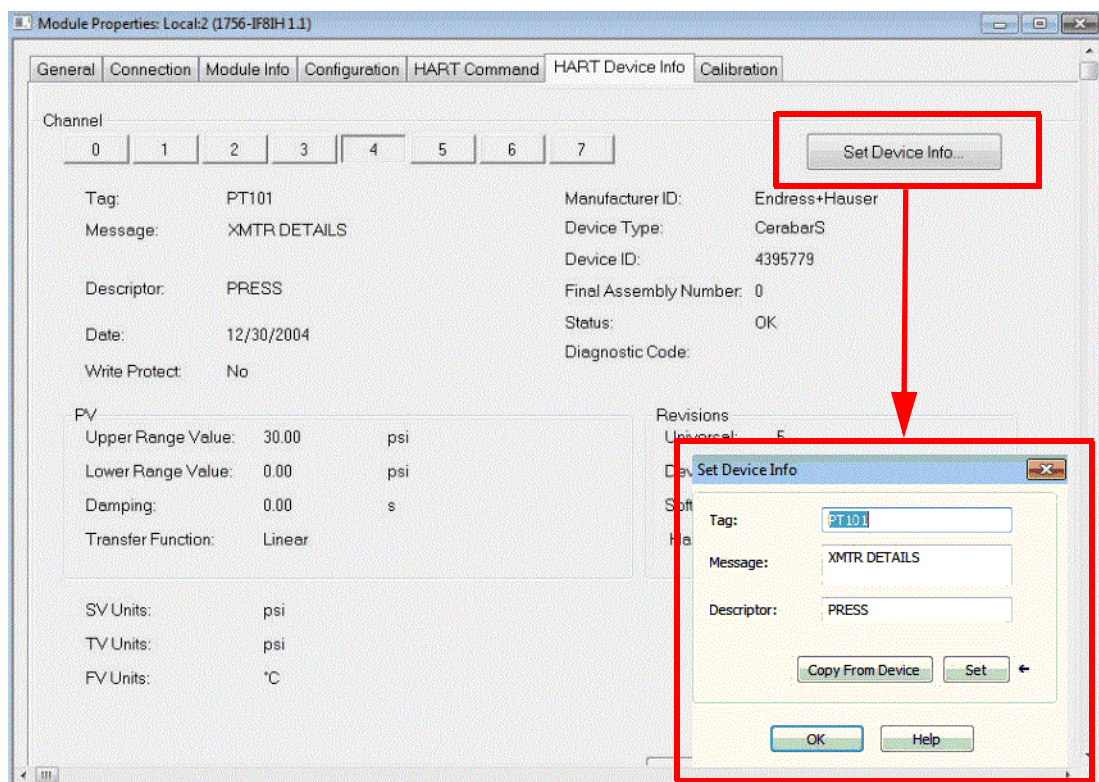 Module Properties: Local:2 (1756-IF8IH 1.1)
General Connection Module Info Configuration HART Command HART Device Info Calibration
Channel
0 1 2 3 4 5 6 7
Set Device Info...
Tag: PT101
Message: XMTR DETAILS
Descriptor: PRESS
Date: 12/30/2004
Write Protect: No
Manufacturer ID: Endress+Hauser
Device Type: CerabarS
Device ID: 4395779
Final Assembly Number: 0
Status: OK
Diagnostic Code:
PV
Upper Range Value: 30.00 psi
Lower Range Value: 0.00 psi
Damping: 0.00 s
Transfer Function: Linear
SV Units: psi
TV Units: psi
FV Units: °C
Revisions
Universal: 5
Set Device Info
Tag: PT101
Message: XMTR DETAILS
Descriptor: PRESS
Copy From Device Set
OK Help